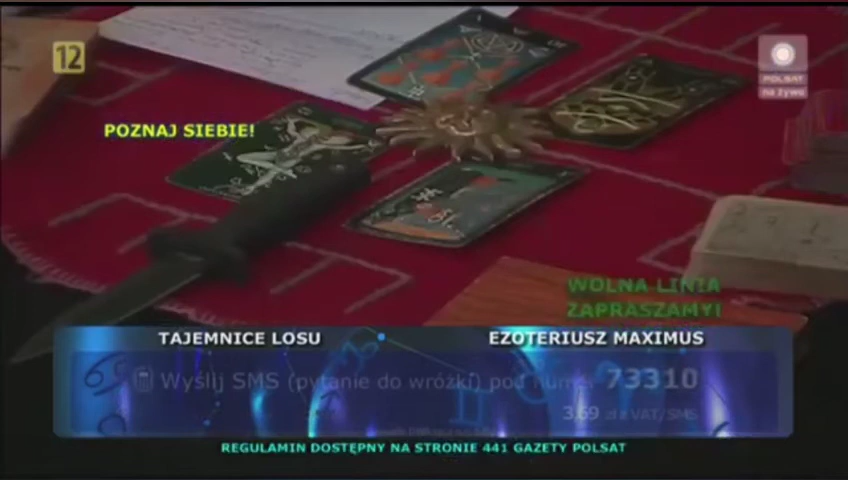 12
POLSAT
na żywo
POZNAJ SIEBIE!
WOLNA LINIA
ZAPRASZAMY!
TAJEMNICE LOSU
EZOTERIUSZ MAXIMUS
Wyślij SMS (pytanie do wróżki) pod numer 73310
3,69 zł z VAT/SMS
REGULAMIN DOSTĘPNY NA STRONIE 441 GAZETY POLSAT